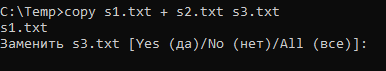 C:\Temp>copy s1.txt + s2.txt s3.txt
s1.txt
Заменить s3.txt [Yes (да)/No (нет)/All (все)]: